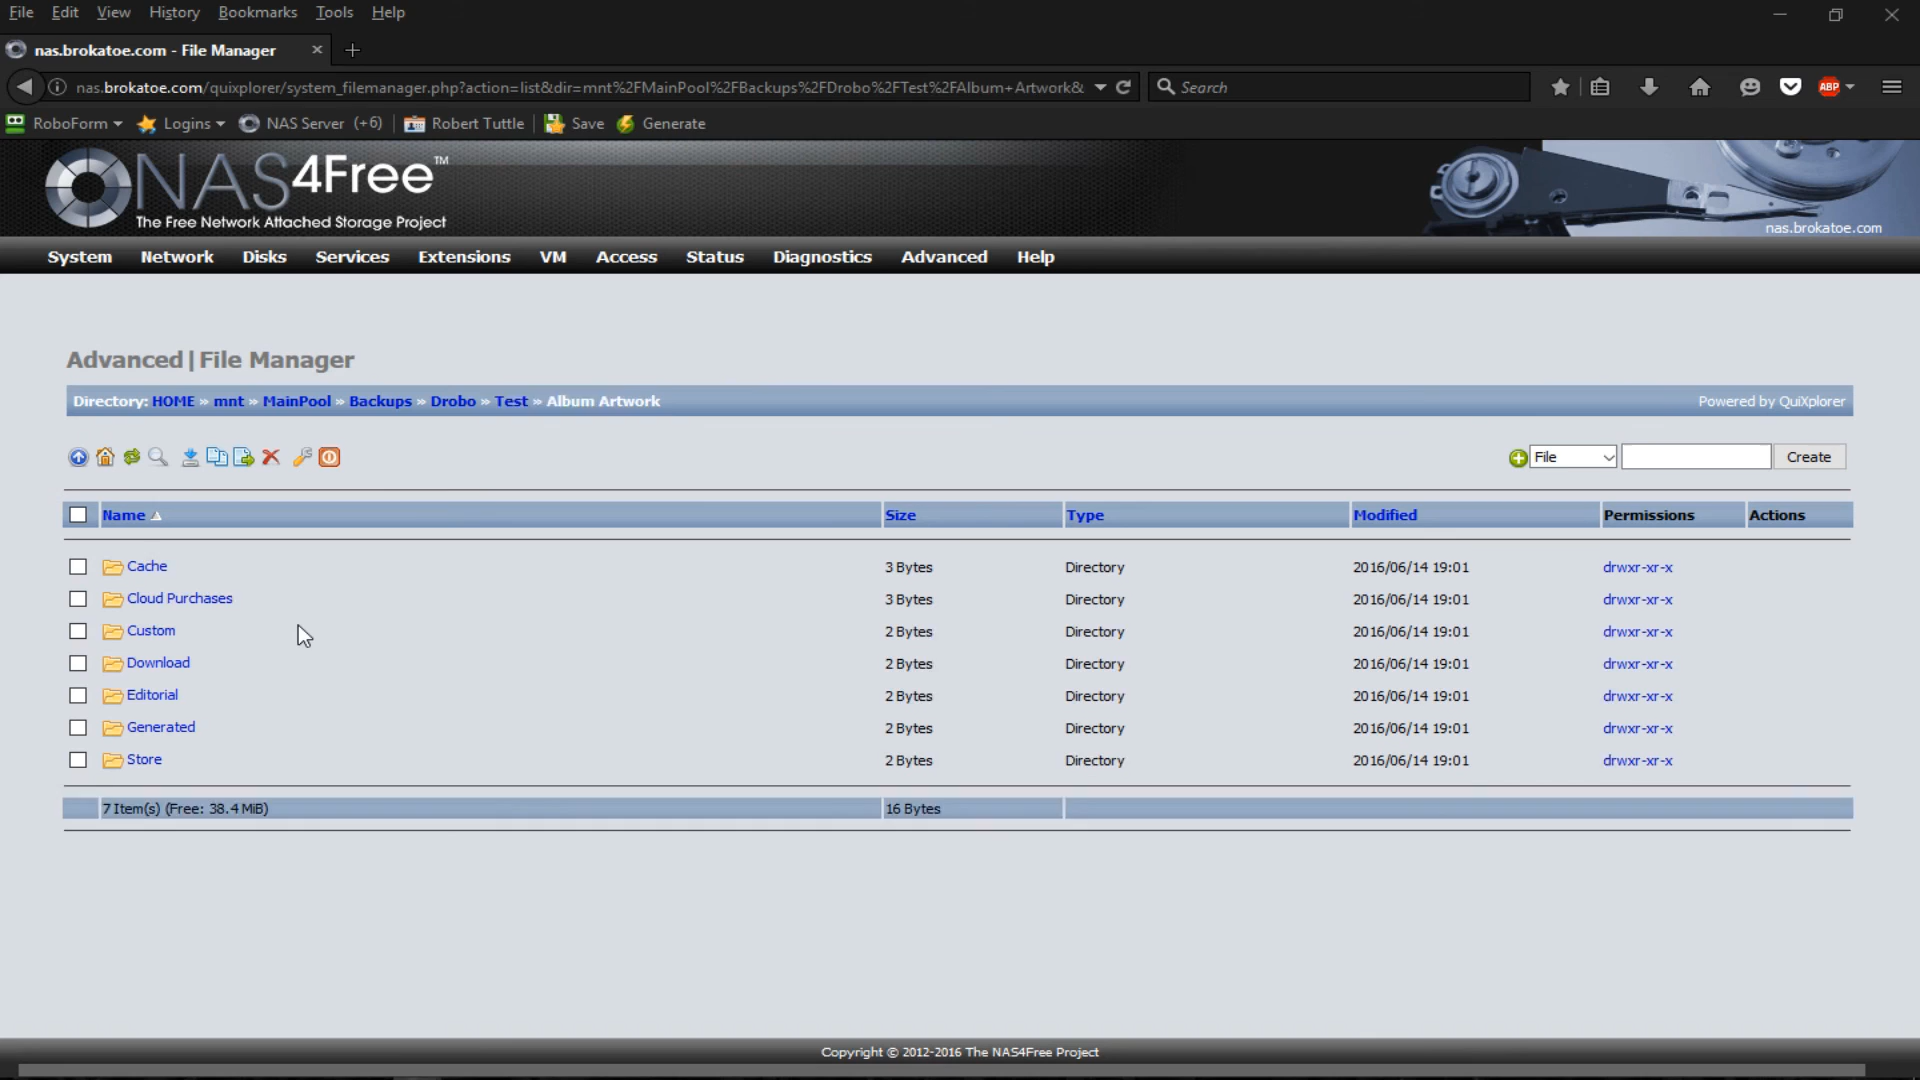 File Edit View History Bookmarks Tools Help
nas.brokatoe.com - File Manager
nas.brokatoe.com/quixplorer/system_filemanager.php?action=list&dir=mnt%2FMainPool%2FBackups%2FDrobo%2FTest%2FAlbum+Artwork& Search ABP
RoboForm Logins NAS Server (+6) Robert Tuttle Save Generate
NAS4Free™
The Free Network Attached Storage Project
nas.brokatoe.com
System Network Disks Services Extensions VM Access Status Diagnostics Advanced Help
Advanced|File Manager
Directory: HOME » mnt » MainPool » Backups » Drobo » Test » Album Artwork Powered by QuiXplorer
File Create
Name Size Type Modified Permissions Actions
Cache 3 Bytes Directory 2016/06/14 19:01 drwxr-xr-x
Cloud Purchases 3 Bytes Directory 2016/06/14 19:01 drwxr-xr-x
Custom 2 Bytes Directory 2016/06/14 19:01 drwxr-xr-x
Download 2 Bytes Directory 2016/06/14 19:01 drwxr-xr-x
Editorial 2 Bytes Directory 2016/06/14 19:01 drwxr-xr-x
Generated 2 Bytes Directory 2016/06/14 19:01 drwxr-xr-x
Store 2 Bytes Directory 2016/06/14 19:01 drwxr-xr-x
7 Item(s) (Free: 38.4 MiB) 16 Bytes
Copyright © 2012-2016 The NAS4Free Project